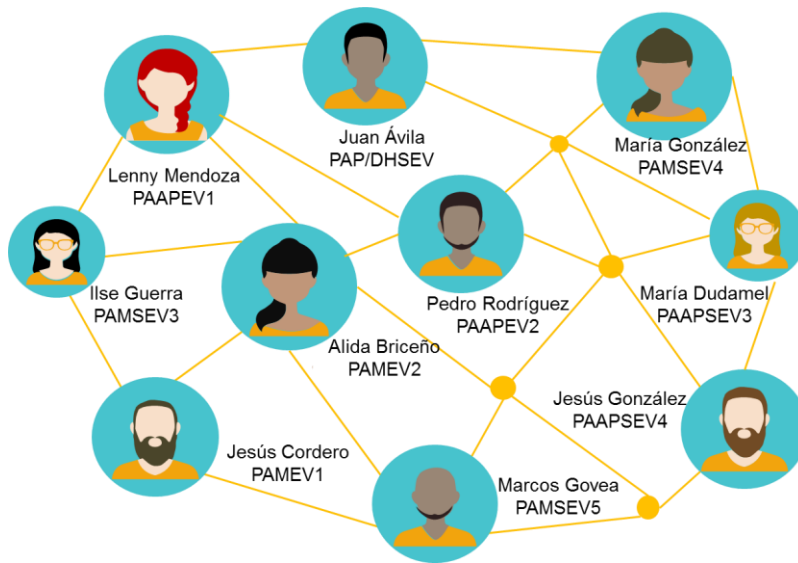 Juan Ávila
PAP/DHSEV
María González
PAMSEV4
Lenny Mendoza
PAAPEV1
Ilse Guerra
PAMSEV3
Pedro Rodríguez
PAAPEV2
María Dudamel
PAAPSEV3
Alida Briceño
PAMEV2
Jesús González
PAAPSEV4
Jesús Cordero
PAMEV1
Marcos Govea
PAMSEV5